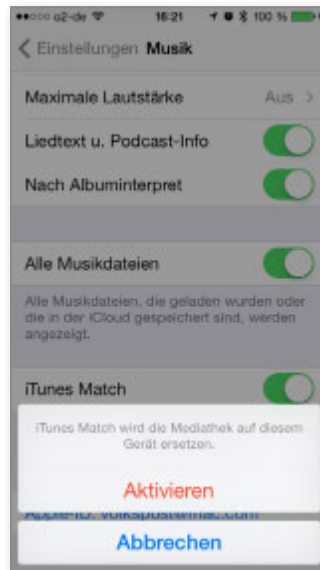 o2-de 16:21 100 %
Einstellungen Musik
Maximale Lautstärke Aus
Liedtext u. Podcast-Info
Nach Albuminterpret
Alle Musikdateien
Alle Musikdateien, die geladen wurden oder
die in der iCloud gespeichert sind, werden
angezeigt.
iTunes Match
iTunes Match wird die Mediathek auf diesem
Gerät ersetzen.
Aktivieren
Apple-ID:
Abbrechen